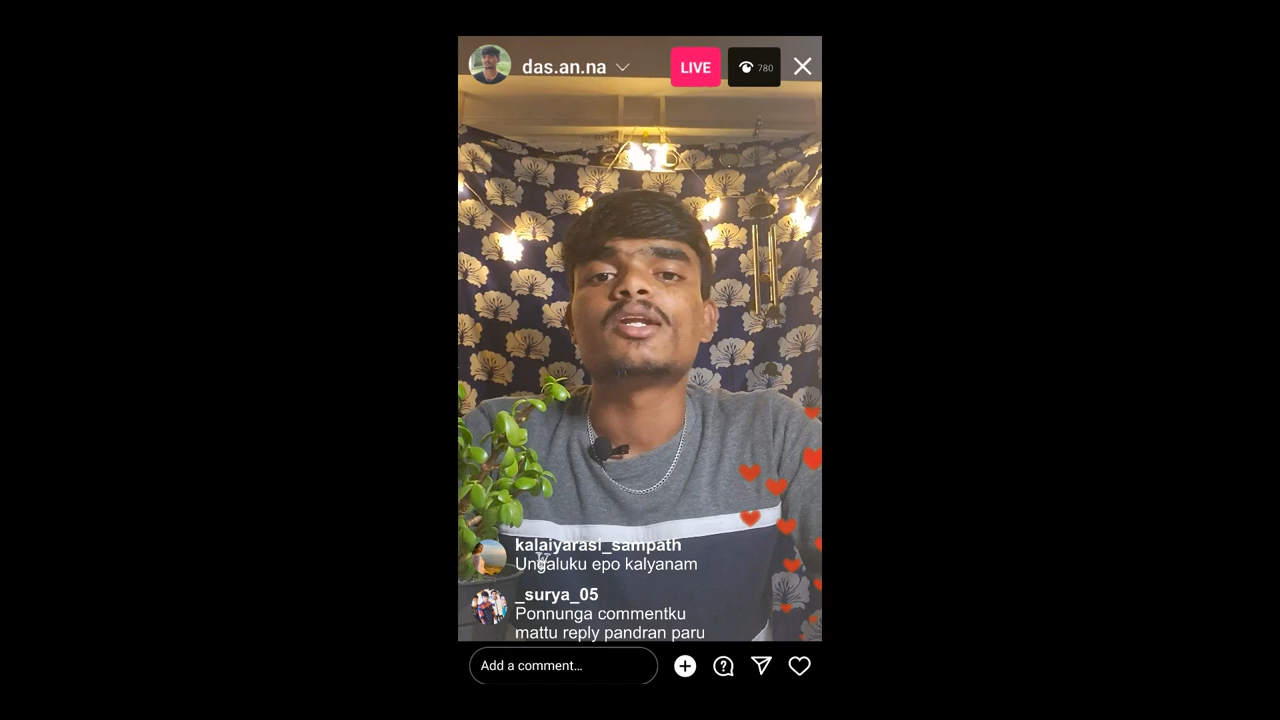 das.an.na
LIVE
780
kalaiyarasi_sampath
Ungaluku epo kalyanam
_surya_05
Ponnunga commentku
mattu reply pandran paru
Add a comment...